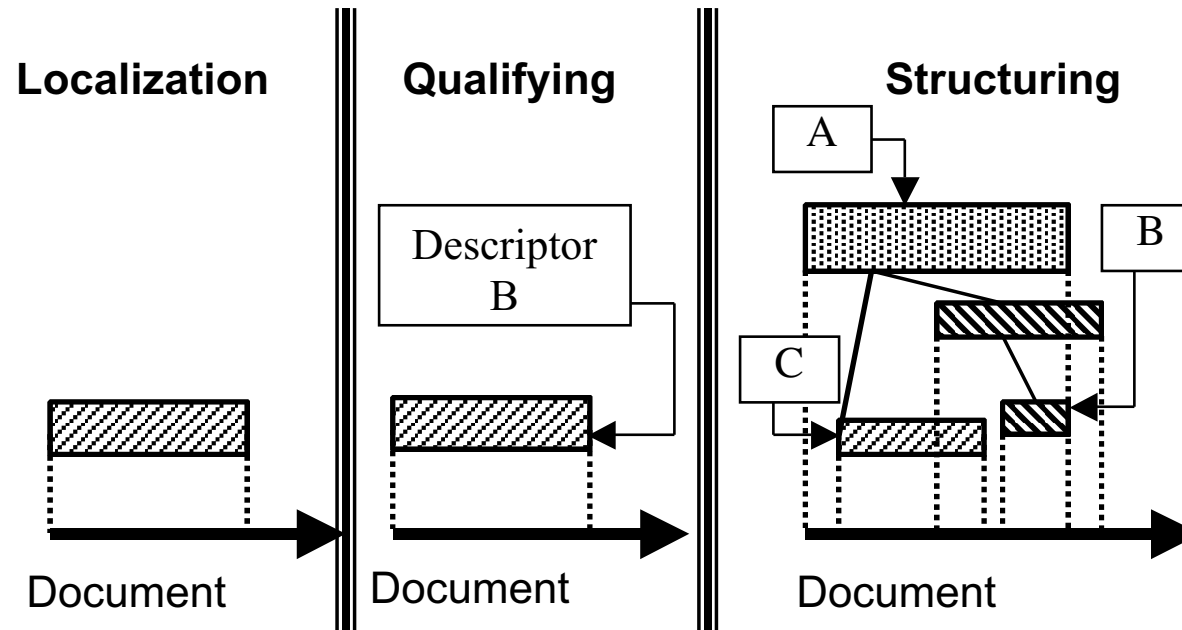 Localization
Qualifying
Structuring
A
Descriptor
B
B
C
Document
Document
Document